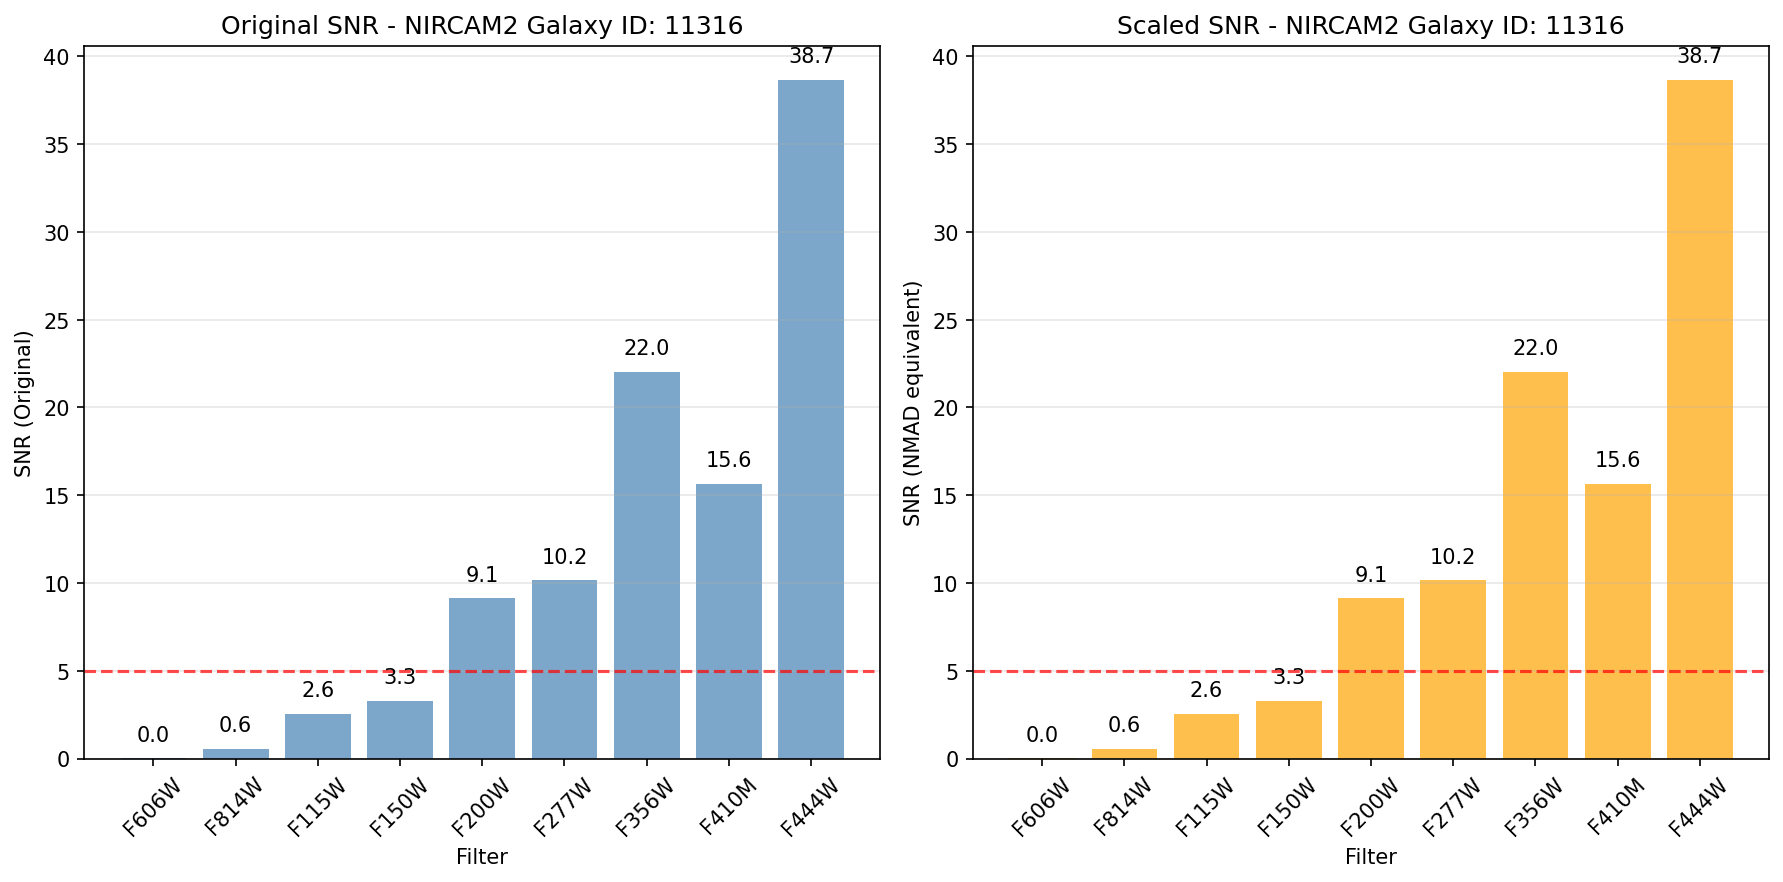 Original SNR - NIRCAM2 Galaxy ID: 11316
SNR (Original)
40
35
30
25
20
15
10
5
0
0.0
0.6
2.6
3.3
9.1
10.2
22.0
15.6
38.7
F606W
F814W
F115W
F150W
F200W
F277W
F356W
F410M
F444W
Filter
Scaled SNR - NIRCAM2 Galaxy ID: 11316
SNR (NMAD equivalent)
40
35
30
25
20
15
10
5
0
0.0
0.6
2.6
3.3
9.1
10.2
22.0
15.6
38.7
F606W
F814W
F115W
F150W
F200W
F277W
F356W
F410M
F444W
Filter